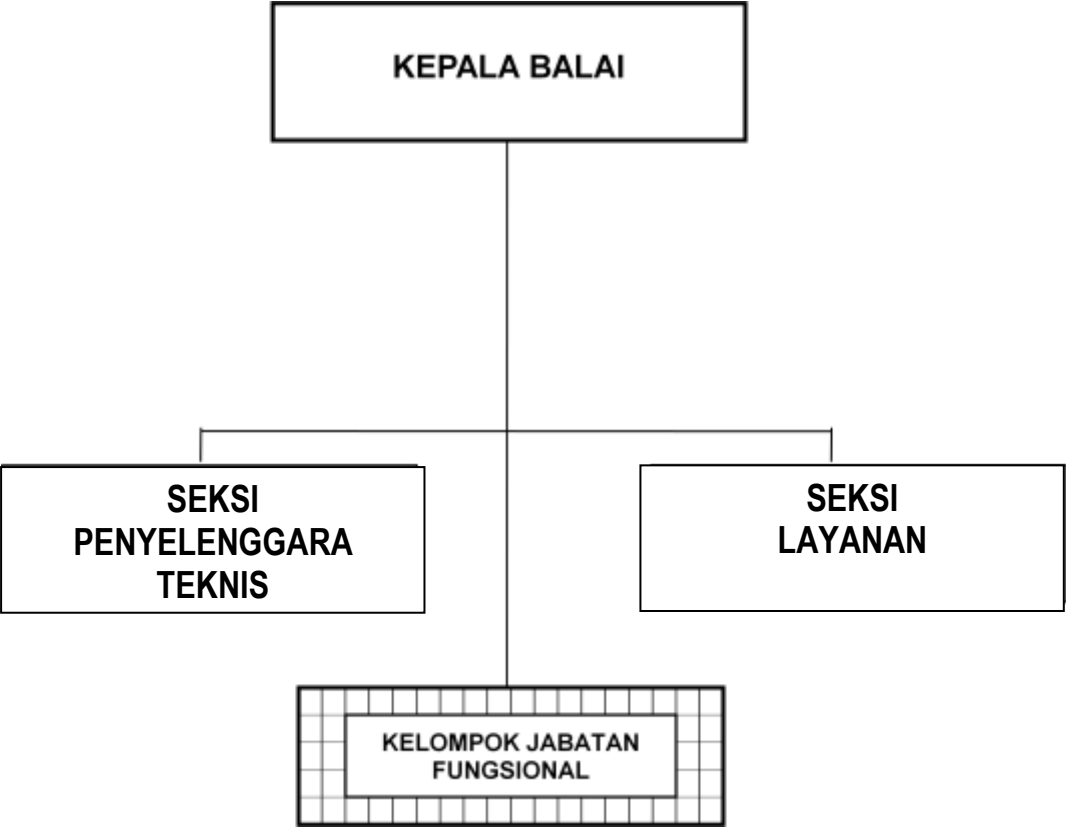 KEPALA BALAI
SEKSI
PENYELENGGARA
TEKNIS
SEKSI
LAYANAN
KELOMPOK JABATAN
FUNGSIONAL